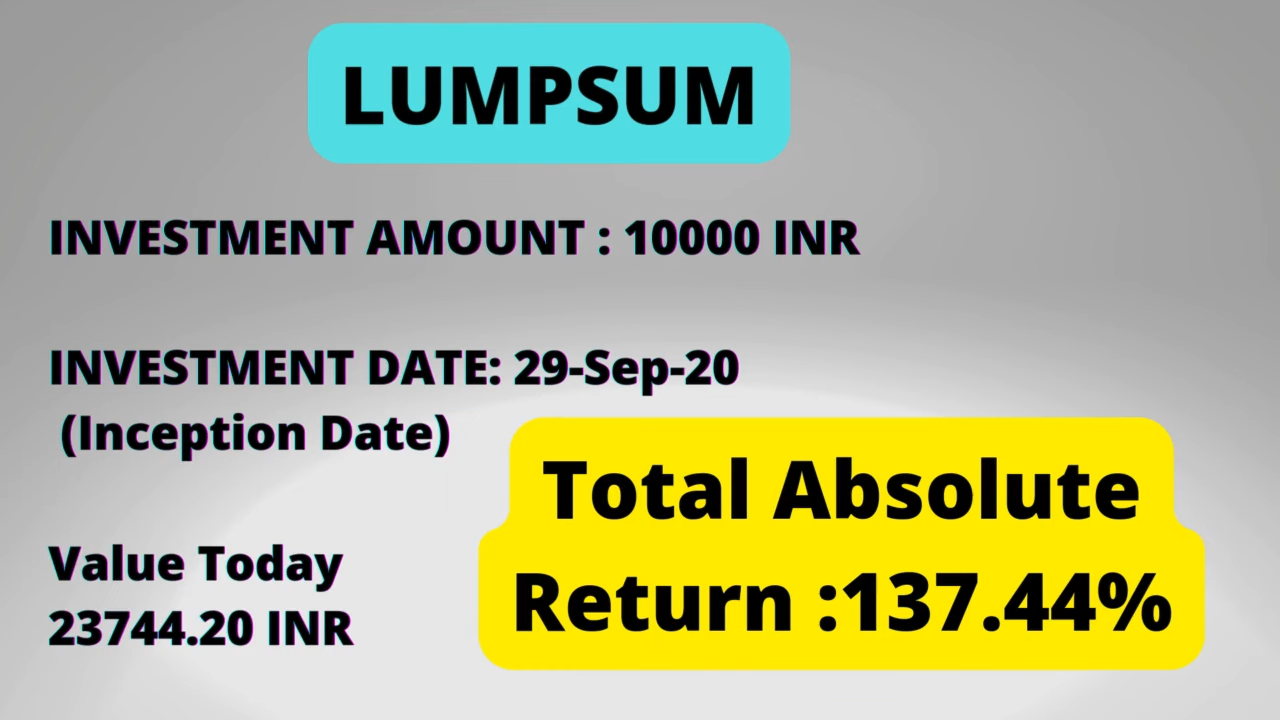 LUMPSUM
INVESTMENT AMOUNT : 10000 INR
INVESTMENT DATE: 29-Sep-20
(Inception Date)
Total Absolute
Return :137.44%
Value Today
23744.20 INR